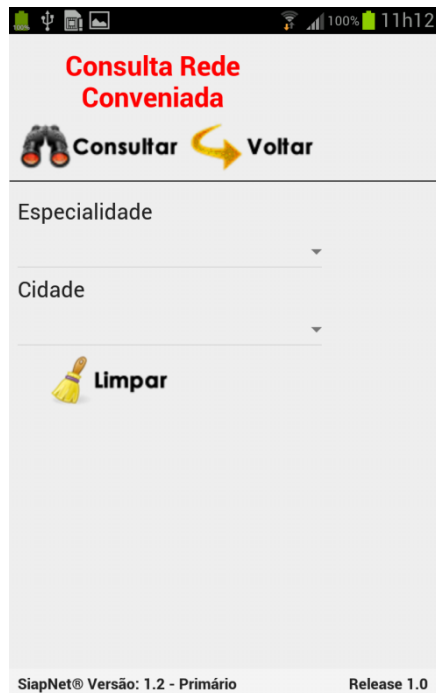 100% 11h12
Consulta Rede
Conveniada
Consultar Voltar
Especialidade
Cidade
Limpar
SiapNet® Versão: 1.2 - Primário Release 1.0